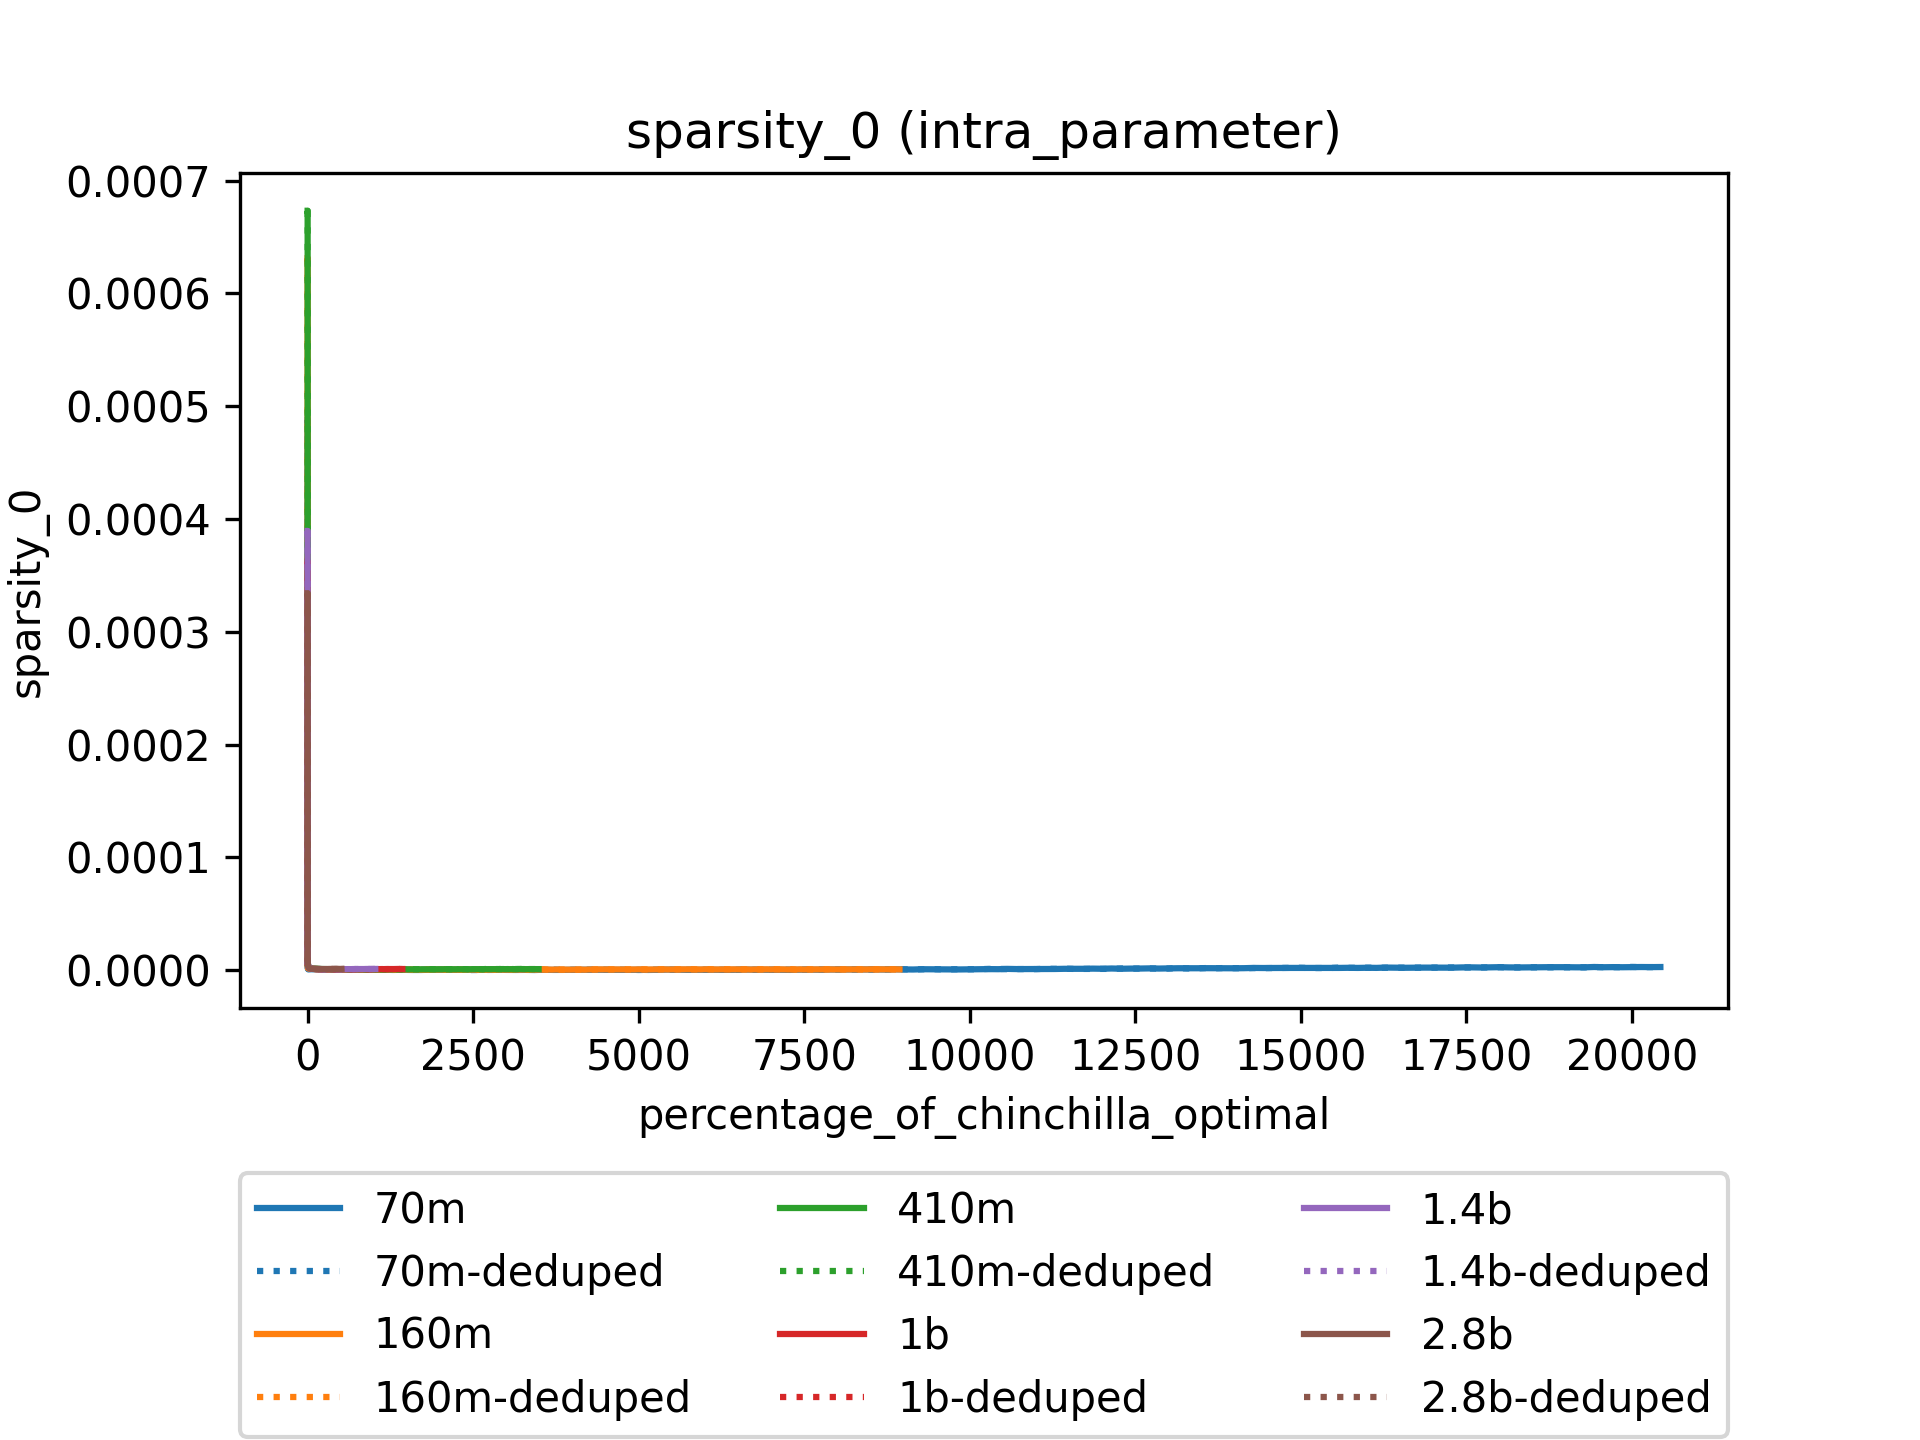 sparsity_0 (intra_parameter)
0.0007
0.0006
0.0005
0.0004
0.0003
0.0002
0.0001
0.0000
sparsity_0
0 2500 5000 7500 10000 12500 15000 17500 20000
percentage_of_chinchilla_optimal
70m 410m 1.4b
70m-deduped 410m-deduped 1.4b-deduped
160m 1b 2.8b
160m-deduped 1b-deduped 2.8b-deduped